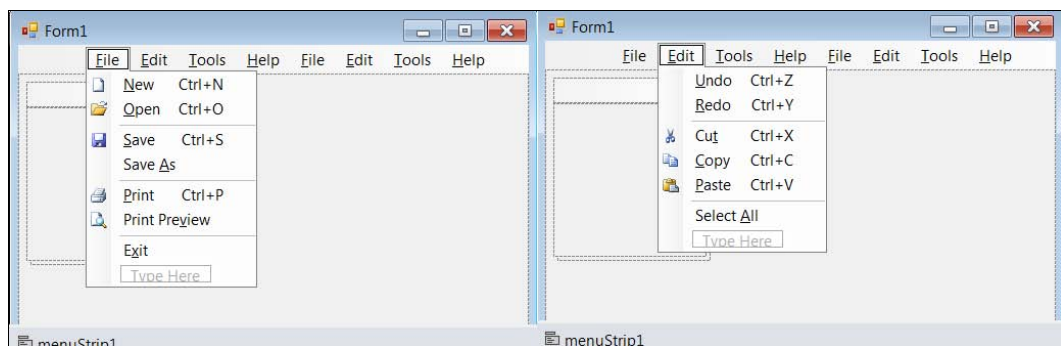 Form1
File Edit Tools Help File Edit Tools Help
New Ctrl+N
Open Ctrl+O
Save Ctrl+S
Save As
Print Ctrl+P
Print Preview
Exit
Type Here
menuStrip1
Form1
File Edit Tools Help File Edit Tools Help
Undo Ctrl+Z
Redo Ctrl+Y
Cut Ctrl+X
Copy Ctrl+C
Paste Ctrl+V
Select All
Type Here
menuStrip1